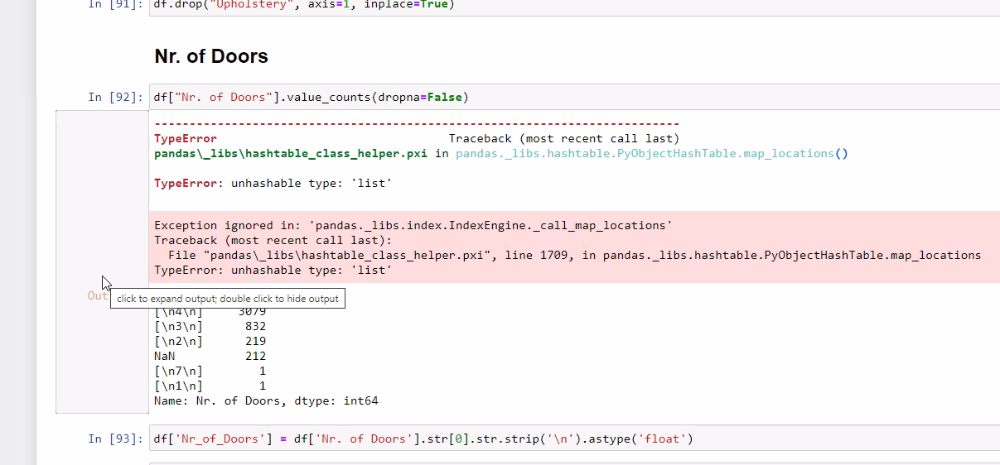 In [91]: df.drop("Upholstery", axis=1, inplace=True)
Nr. of Doors
In [92]: df["Nr. of Doors"].value_counts(dropna=False)
---------------------------------------------------------------------------
TypeError Traceback (most recent call last)
pandas\_libs\hashtable_class_helper.pxi in pandas._libs.hashtable.PyObjectHashTable.map_locations()
TypeError: unhashable type: 'list'
Exception ignored in: 'pandas._libs.index.IndexEngine._call_map_locations'
Traceback (most recent call last):
File "pandas\_libs\hashtable_class_helper.pxi", line 1709, in pandas._libs.hashtable.PyObjectHashTable.map_locations
TypeError: unhashable type: 'list'
Out
click to expand output; double click to hide output
[\n4\n] 3079
[\n3\n] 832
[\n2\n] 219
NaN 212
[\n7\n] 1
[\n1\n] 1
Name: Nr. of Doors, dtype: int64
In [93]: df['Nr_of_Doors'] = df['Nr. of Doors'].str[0].str.strip('\n').astype('float')